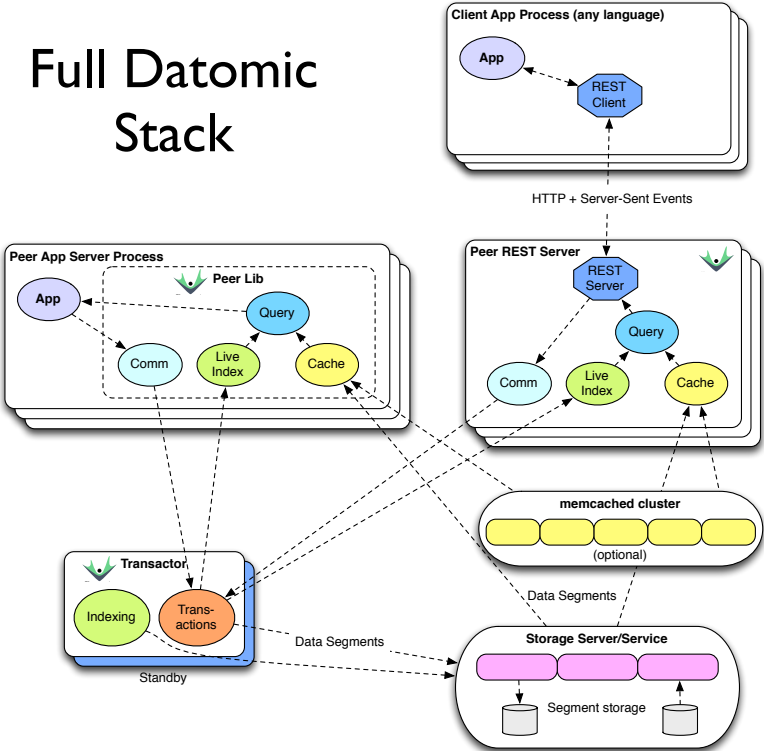 Full Datomic
Stack
Client App Process (any language)
App
REST
Client
HTTP + Server-Sent Events
Peer App Server Process
Peer Lib
App
Query
Comm
Live
Index
Cache
Peer REST Server
REST
Server
Query
Comm
Live
Index
Cache
memcached cluster
(optional)
Transactor
Indexing
Trans-
actions
Standby
Data Segments
Data Segments
Storage Server/Service
Segment storage